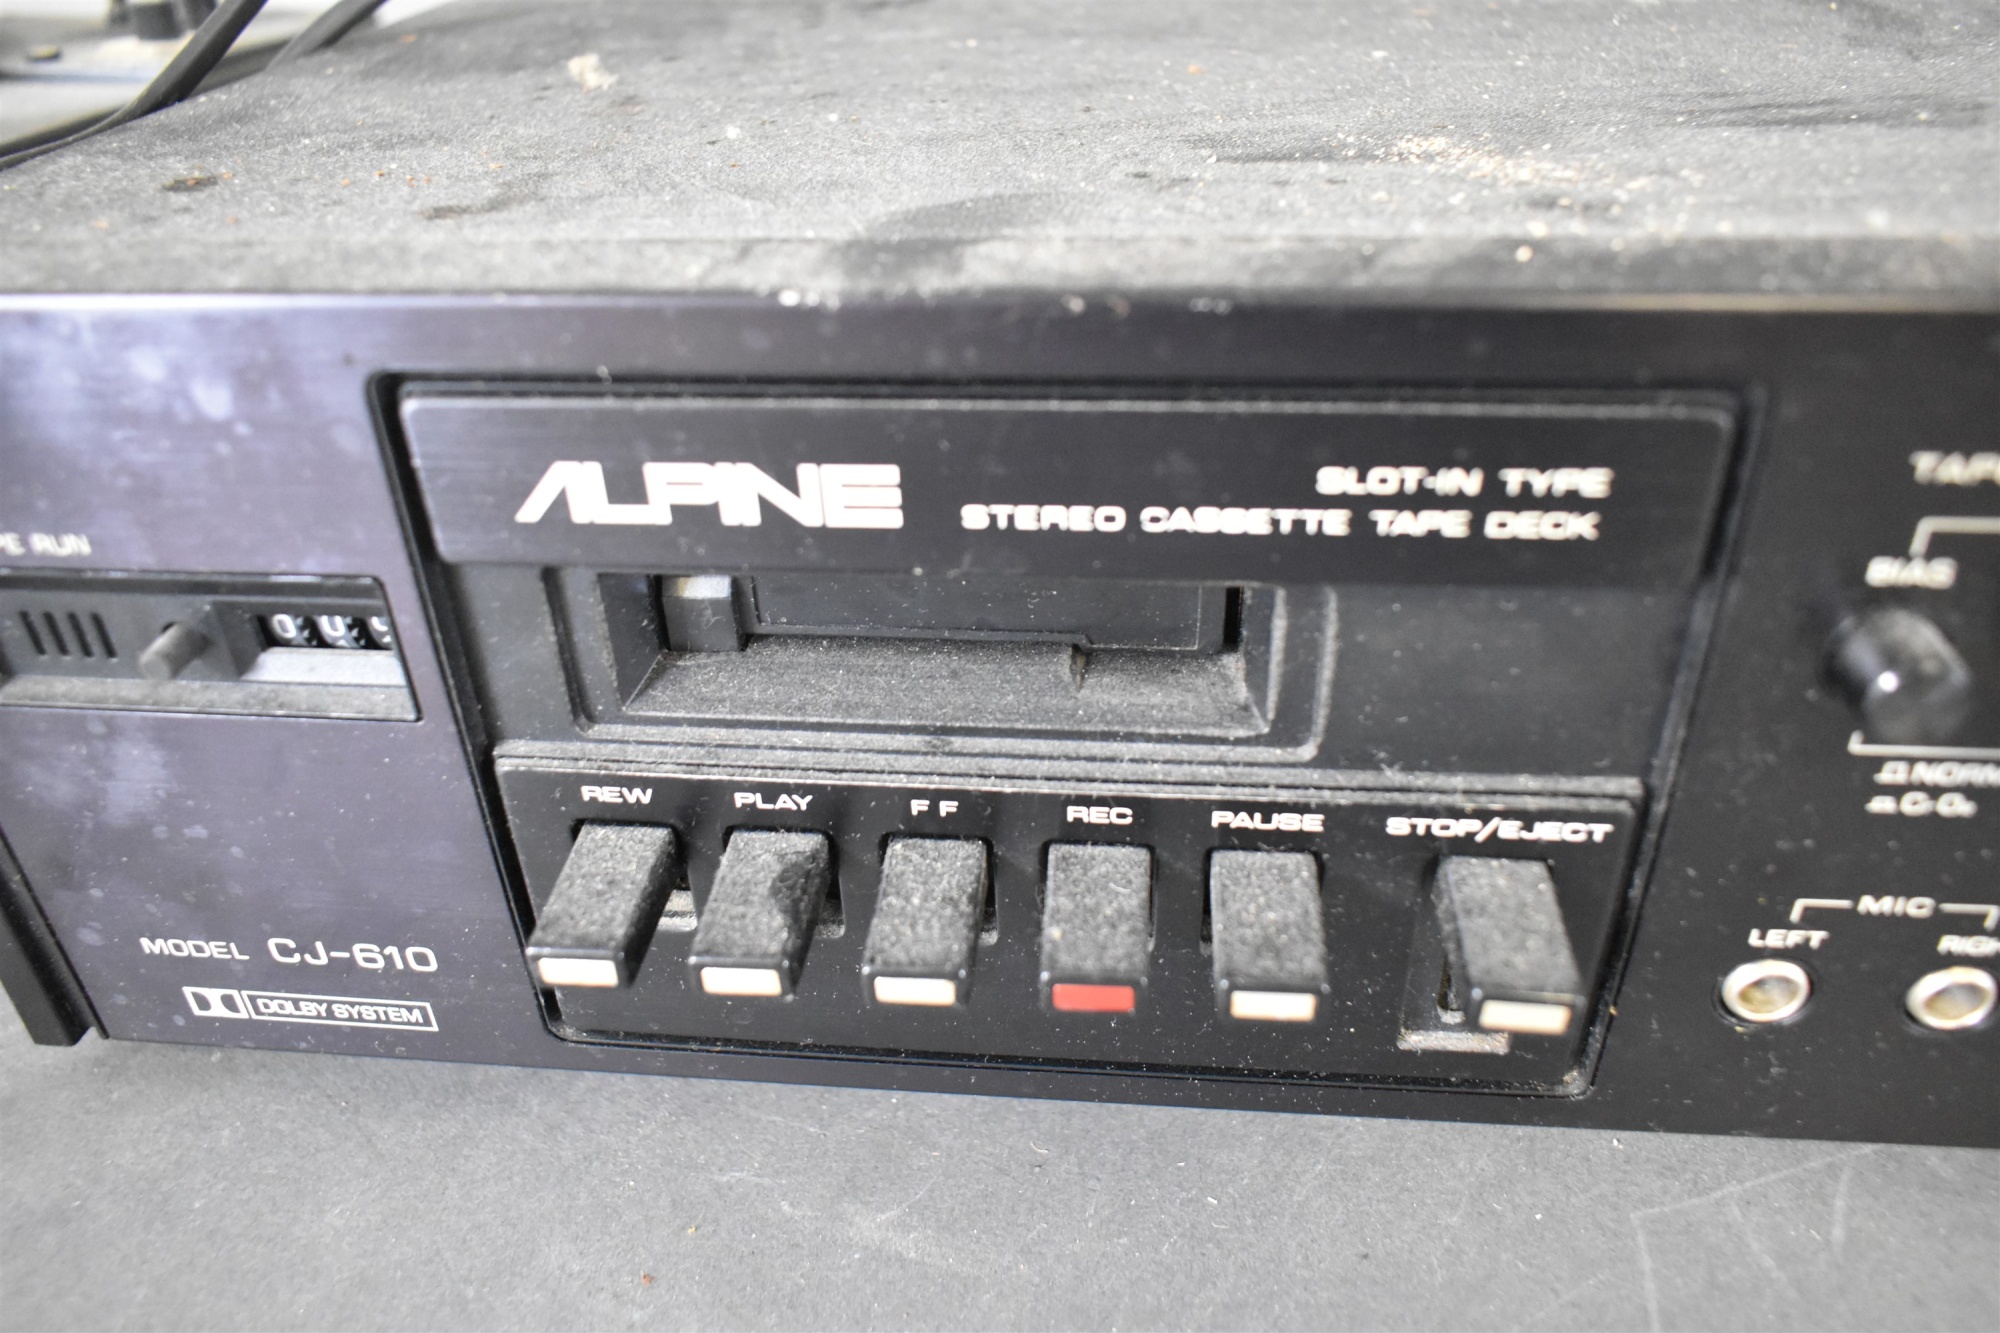 ALPINE
SLOT-IN TYPE
STEREO CASSETTE TAPE DECK
RUN
BIAS
REW PLAY FF REC PAUSE STOP/EJECT
MIC
LEFT
MODEL CJ-610
DOLBY SYSTEM